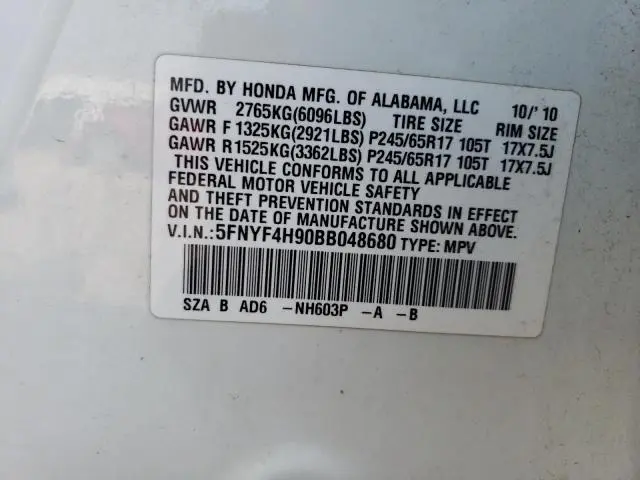 MFD. BY HONDA MFG. OF ALABAMA, LLC 10/'10
GVWR 2765KG(6096LBS) TIRE SIZE RIM SIZE
GAWR F 1325KG(2921LBS) P245/65R17 105T 17X7.5J
GAWR R1525KG(3362LBS) P245/65R17 105T 17X7.5J
THIS VEHICLE CONFORMS TO ALL APPLICABLE
FEDERAL MOTOR VEHICLE SAFETY
AND THEFT PREVENTION STANDARDS IN EFFECT
ON THE DATE OF MANUFACTURE SHOWN ABOVE.
V.I.N.:5FNYF4H90BB048680 TYPE: MPV
SZA B AD6 -NH603P -A -B